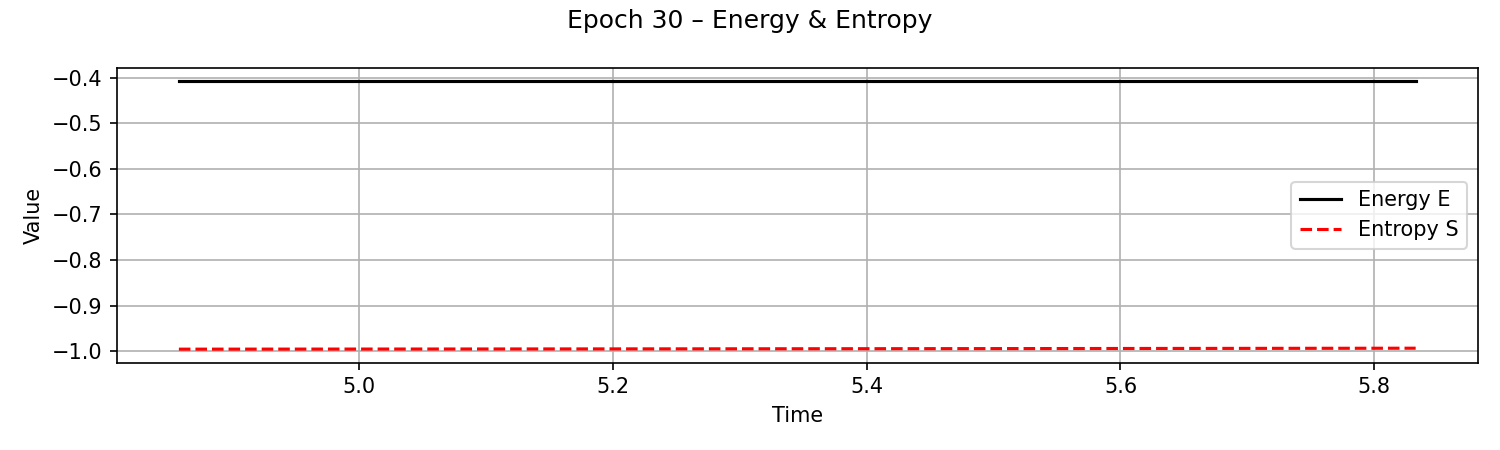 Epoch 30 – Energy & Entropy
−0.4
−0.5
−0.6
−0.7
−0.8
−0.9
−1.0
Value
Energy E
Entropy S
5.0 5.2 5.4 5.6 5.8
Time